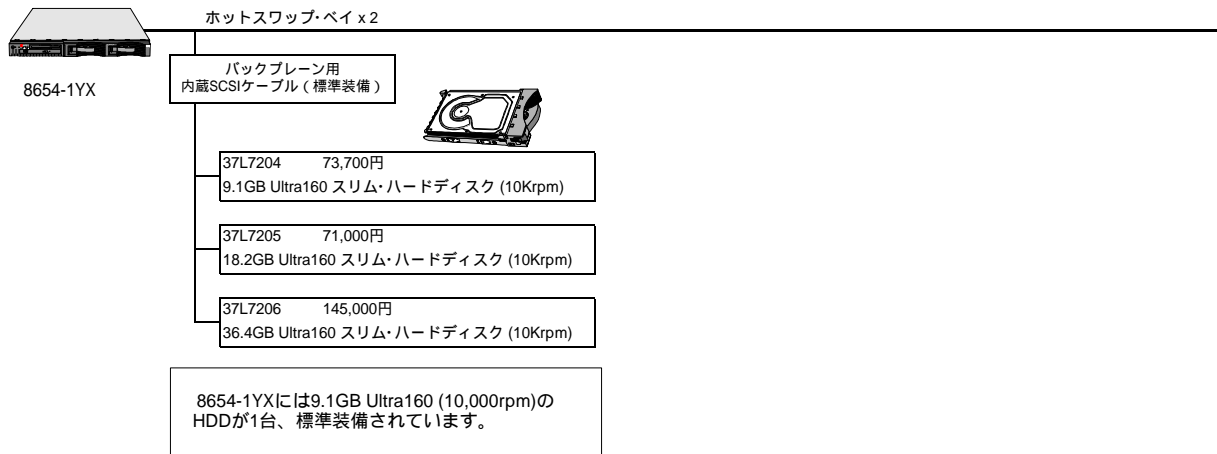 ホットスワップ・ベイ x 2
8654-1YX
バックプレーン用
内蔵SCSIケーブル（標準装備）
37L7204 73,700円
9.1GB Ultra160 スリム・ハードディスク (10Krpm)
37L7205 71,000円
18.2GB Ultra160 スリム・ハードディスク (10Krpm)
37L7206 145,000円
36.4GB Ultra160 スリム・ハードディスク (10Krpm)
8654-1YXには9.1GB Ultra160 (10,000rpm)の
HDDが1台、標準装備されています。